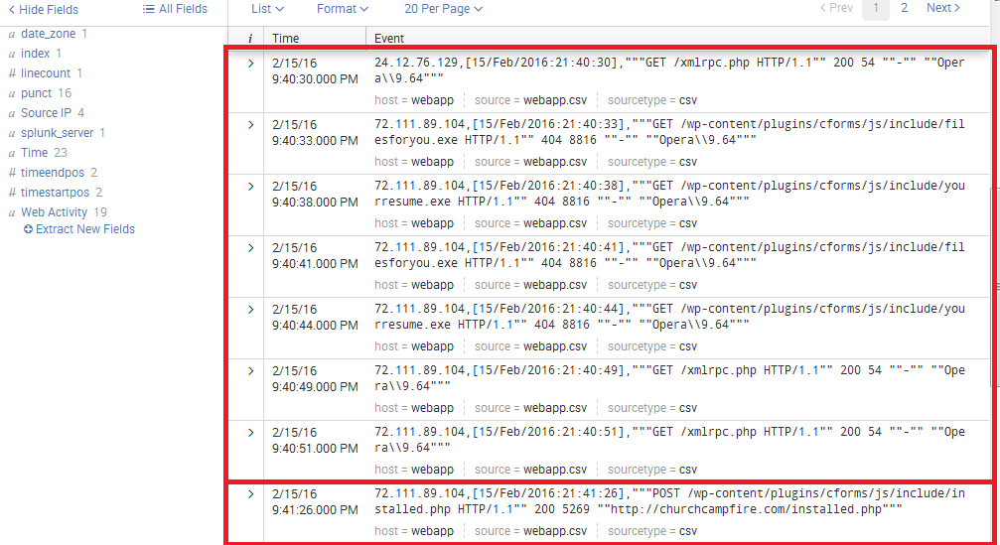 Hide Fields
All Fields
List
Format
20 Per Page
Prev
1
2
Next
i
Time
Event
a date_zone 1
a index 1
# linecount 1
a punct 16
a Source IP 4
a splunk_server 1
a Time 23
# timeendpos 2
# timestartpos 2
a Web Activity 19
Extract New Fields
2/15/16
9:40:30.000 PM
24.12.76.129,[15/Feb/2016:21:40:30],"""GET /xmlrpc.php HTTP/1.1"" 200 54 ""-"" ""Oper
a\\9.64"""
host = webapp source = webapp.csv sourcetype = csv
2/15/16
9:40:33.000 PM
72.111.89.104,[15/Feb/2016:21:40:33],"""GET /wp-content/plugins/cforms/js/include/fil
esforyou.exe HTTP/1.1"" 404 8816 ""-"" ""Opera\\9.64"""
host = webapp source = webapp.csv sourcetype = csv
2/15/16
9:40:38.000 PM
72.111.89.104,[15/Feb/2016:21:40:38],"""GET /wp-content/plugins/cforms/js/include/you
rresume.exe HTTP/1.1"" 404 8816 ""-"" ""Opera\\9.64"""
host = webapp source = webapp.csv sourcetype = csv
2/15/16
9:40:41.000 PM
72.111.89.104,[15/Feb/2016:21:40:41],"""GET /wp-content/plugins/cforms/js/include/fil
esforyou.exe HTTP/1.1"" 404 8816 ""-"" ""Opera\\9.64"""
host = webapp source = webapp.csv sourcetype = csv
2/15/16
9:40:44.000 PM
72.111.89.104,[15/Feb/2016:21:40:44],"""GET /wp-content/plugins/cforms/js/include/you
rresume.exe HTTP/1.1"" 404 8816 ""-"" ""Opera\\9.64"""
host = webapp source = webapp.csv sourcetype = csv
2/15/16
9:40:49.000 PM
72.111.89.104,[15/Feb/2016:21:40:49],"""GET /xmlrpc.php HTTP/1.1"" 200 54 ""-"" ""Ope
ra\\9.64"""
host = webapp source = webapp.csv sourcetype = csv
2/15/16
9:40:51.000 PM
72.111.89.104,[15/Feb/2016:21:40:51],"""GET /xmlrpc.php HTTP/1.1"" 200 54 ""-"" ""Ope
ra\\9.64"""
host = webapp source = webapp.csv sourcetype = csv
2/15/16
9:41:26.000 PM
72.111.89.104,[15/Feb/2016:21:41:26],"""POST /wp-content/plugins/cforms/js/include/in
stalled.php HTTP/1.1"" 200 5269 ""http://churchcampfire.com/installed.php"""
host = webapp source = webapp.csv sourcetype = csv